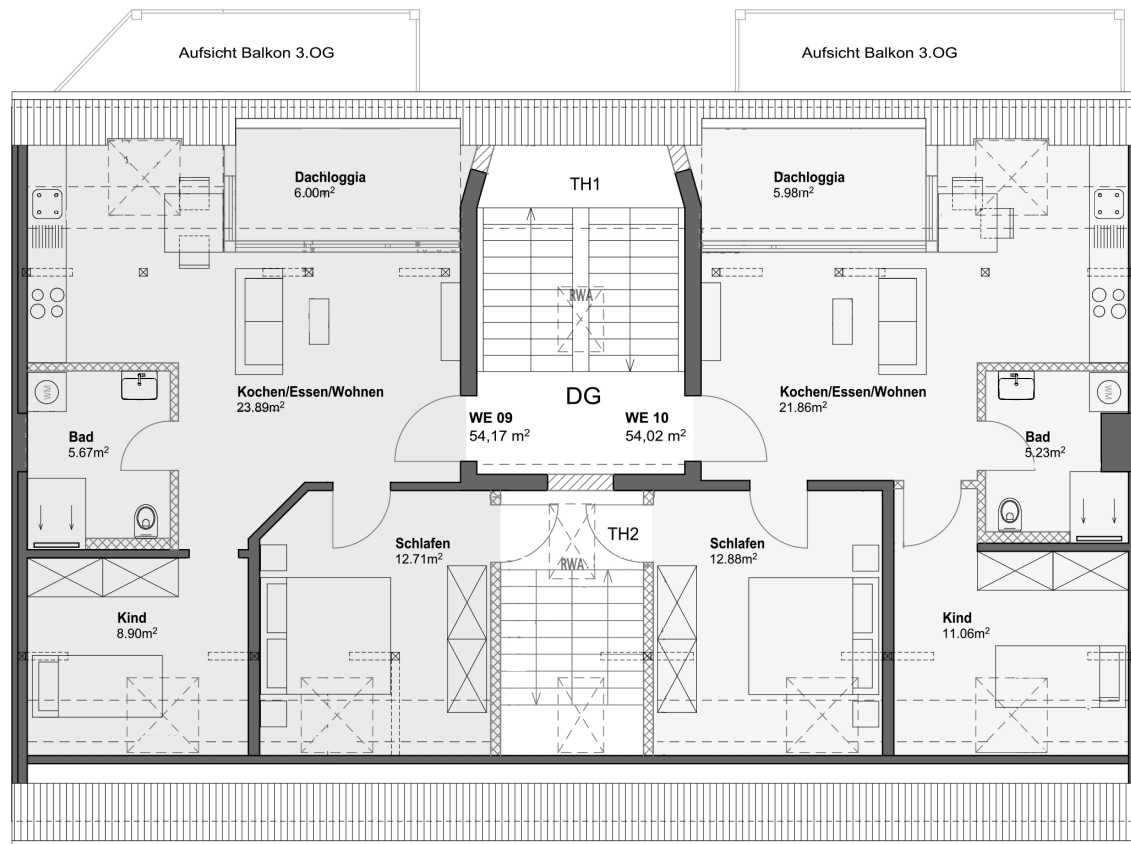 Aufsicht Balkon 3.OG
Aufsicht Balkon 3.OG
Dachloggia
6.00m²
TH1
Dachloggia
5.98m²
RWA
Kochen/Essen/Wohnen
23.89m²
DG
Kochen/Essen/Wohnen
21.86m²
WM
WM
WE 09
54,17 m²
WE 10
54,02 m²
Bad
5.67m²
Bad
5.23m²
TH2
Schlafen
12.71m²
RWA
Schlafen
12.88m²
Kind
8.90m²
Kind
11.06m²